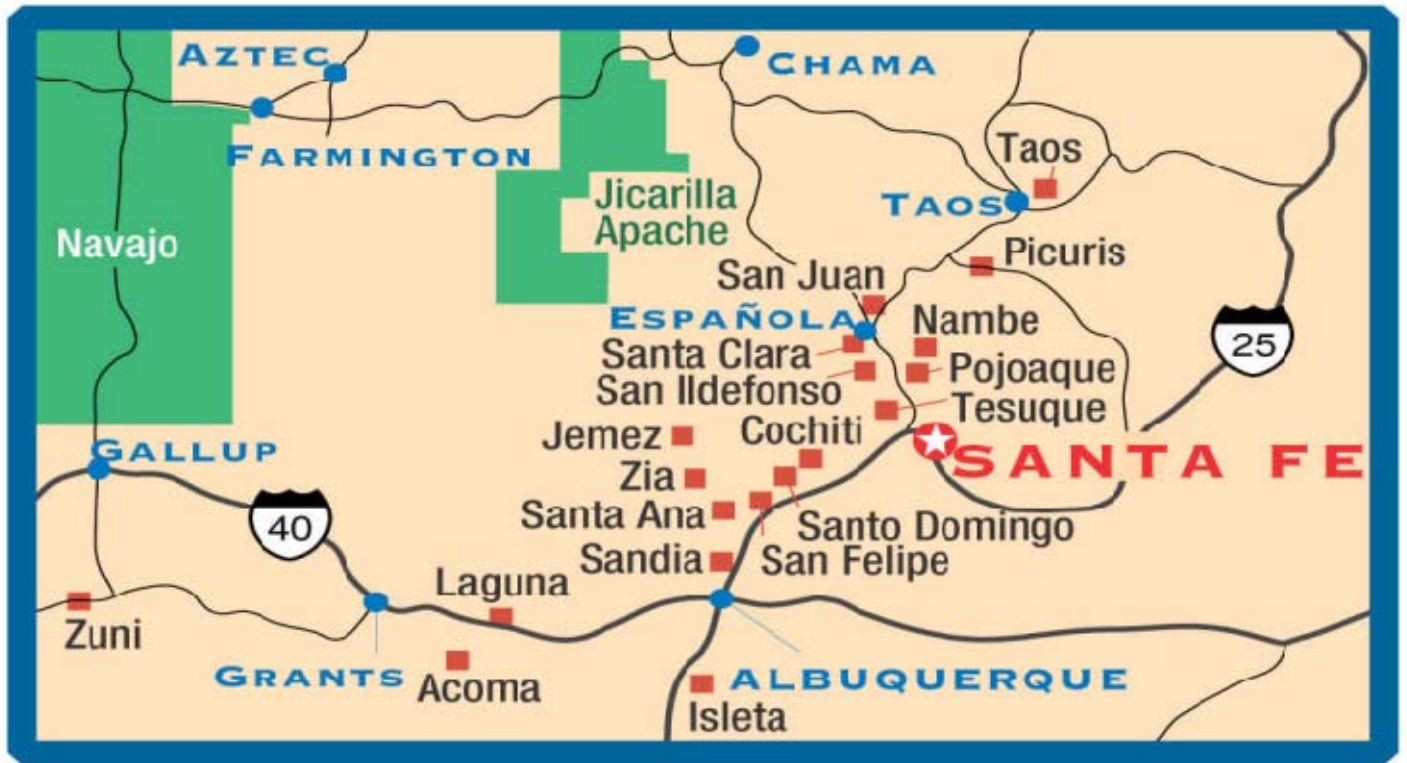 AZTEC
CHAMA
FARMINGTON
Taos
TAOS
Jicarilla
Apache
Navajo
Picuris
San Juan
ESPAÑOLA
Nambe
Santa Clara
Pojoaque
San Ildefonso
Tesuque
25
Jemez
Cochiti
SANTA FE
GALLUP
Zia
40
Santa Ana
Santo Domingo
Sandia
San Felipe
Laguna
Zuni
GRANTS
Acoma
ALBUQUERQUE
Isleta